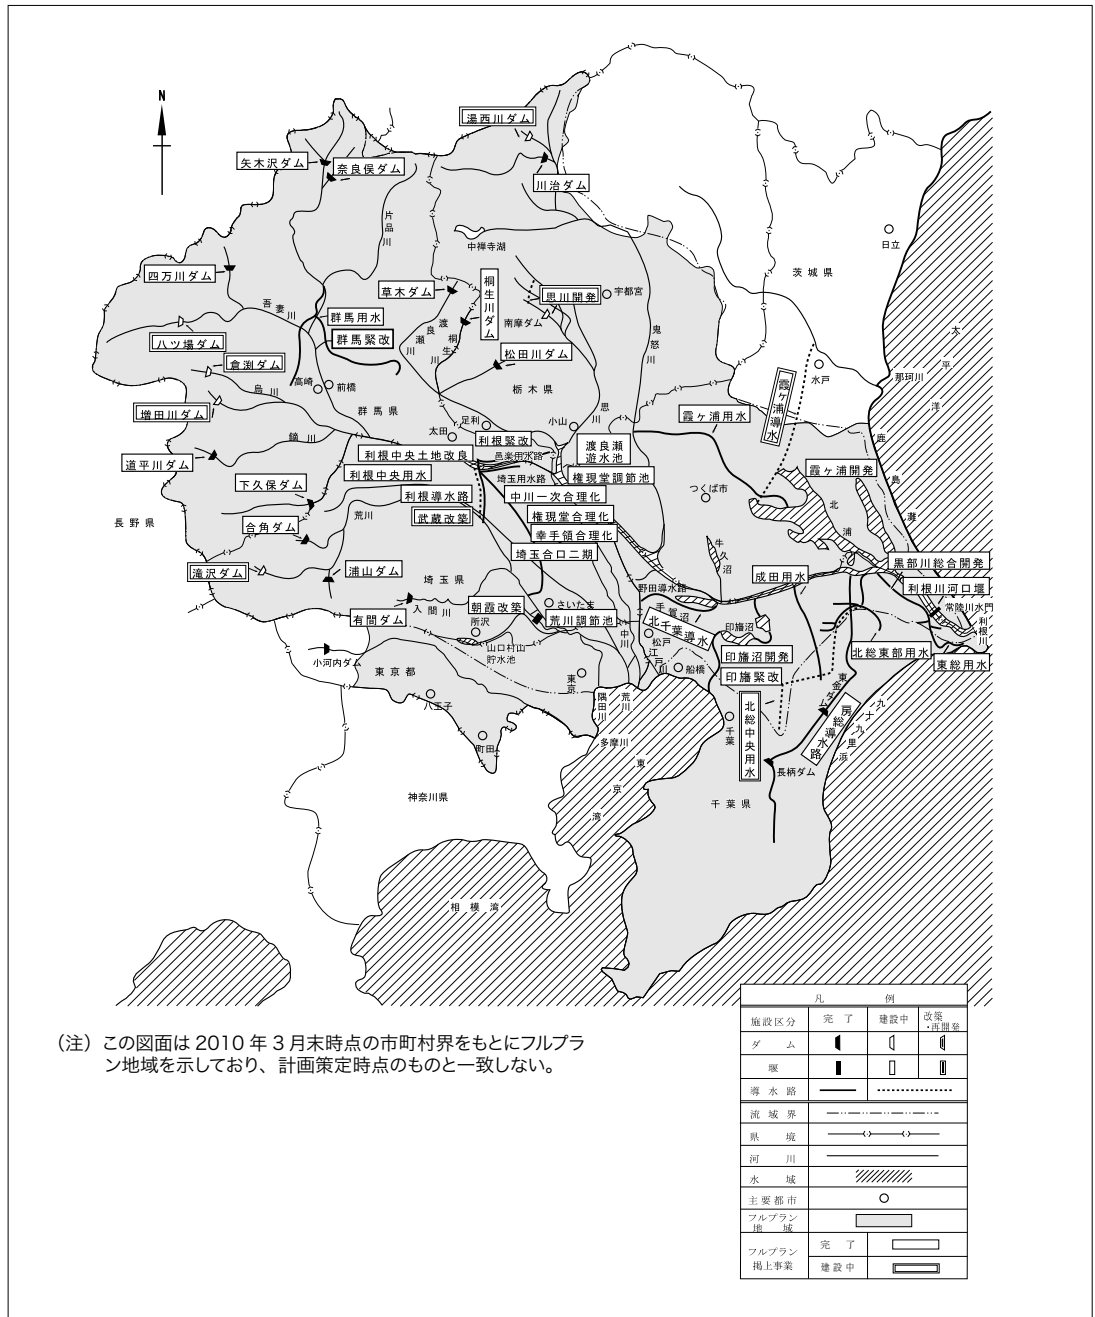 N
湯西川ダム
矢木沢ダム
奈良俣ダム
川治ダム
片品川
中禅寺湖
日立
茨城県
四万川ダム
草木ダム
桐生川ダム
思川開発
宇都宮
吾妻川
群馬用水
群馬緊改
渡良瀬川
桐生川
南摩ダム
鬼怒川
太平洋
八ッ場ダム
倉渕ダム
松田川ダム
水戸
那珂川
烏川
高崎
前橋
栃木県
霞ヶ浦導水
増田川ダム
群馬県
思川
霞ヶ浦用水
足利
小山
太田
鏑川
利根緊改
渡良瀬
遊水池
鹿島灘
道平川ダム
利根中央土地改良
邑楽用水路
霞ヶ浦開発
利根中央用水
埼玉用水路
権現堂調節池
下久保ダム
利根導水路
中川一次合理化
つくば市
北浦
長野県
荒川
武蔵改築
権現堂合理化
合角ダム
幸手領合理化
牛久沼
埼玉合口二期
滝沢ダム
浦山ダム
埼玉県
成田用水
黒部川総合開発
野田導水路
利根川河口堰
有間ダム
入間川
朝霞改築
さいたま
荒川調節池
手賀沼
常陸川水門
利根川
所沢
中川
北千葉導水
印旛沼
小河内ダム
山口村山
貯水池
松戸
江戸川
印旛沼開発
北総東部用水
東総用水
東京都
船橋
印旛緊改
東京
八王子
隅田川
荒川
北総中央用水
東金ダム
房総導水路
九十九里浜
町田
多摩川
千葉
東京湾
長柄ダム
神奈川県
千葉県
相模湾
(注)この図面は 2010 年 3 月末時点の市町村界をもとにフルプラ
ン地域を示しており、計画策定時点のものと一致しない。
凡 例
施設区分 完 了 建設中 改築
・再開発
ダ ム
堰
導 水 路
流 域 界
県 境
河 川
水 域
主要都市
フルプラン
地 域
フルプラン
掲上事業
完 了
建設中